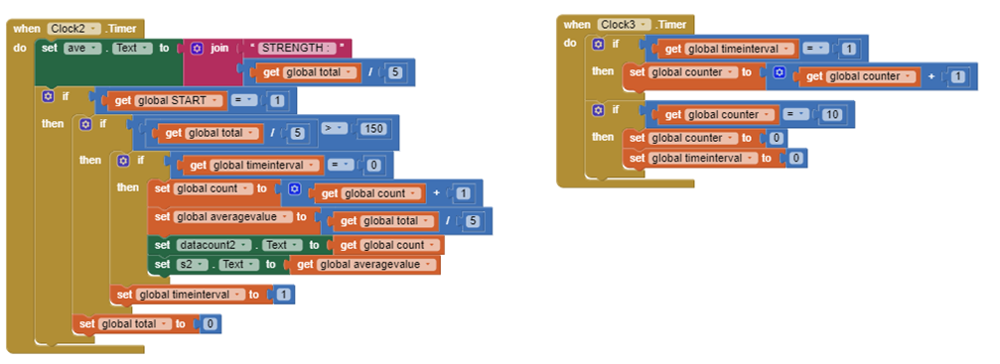 when Clock2 .Timer
do set ave . Text to join " STRENGTH : "
get global total / 5
if get global START = 1
then if get global total / 5 > 150
then if get global timeinterval = 0
then set global count to get global count + 1
set global averagevalue to get global total / 5
set datacount2 . Text to get global count
set s2 . Text to get global averagevalue
set global timeinterval to 1
set global total to 0
when Clock3 .Timer
do if get global timeinterval = 1
then set global counter to get global counter + 1
if get global counter = 10
then set global counter to 0
set global timeinterval to 0